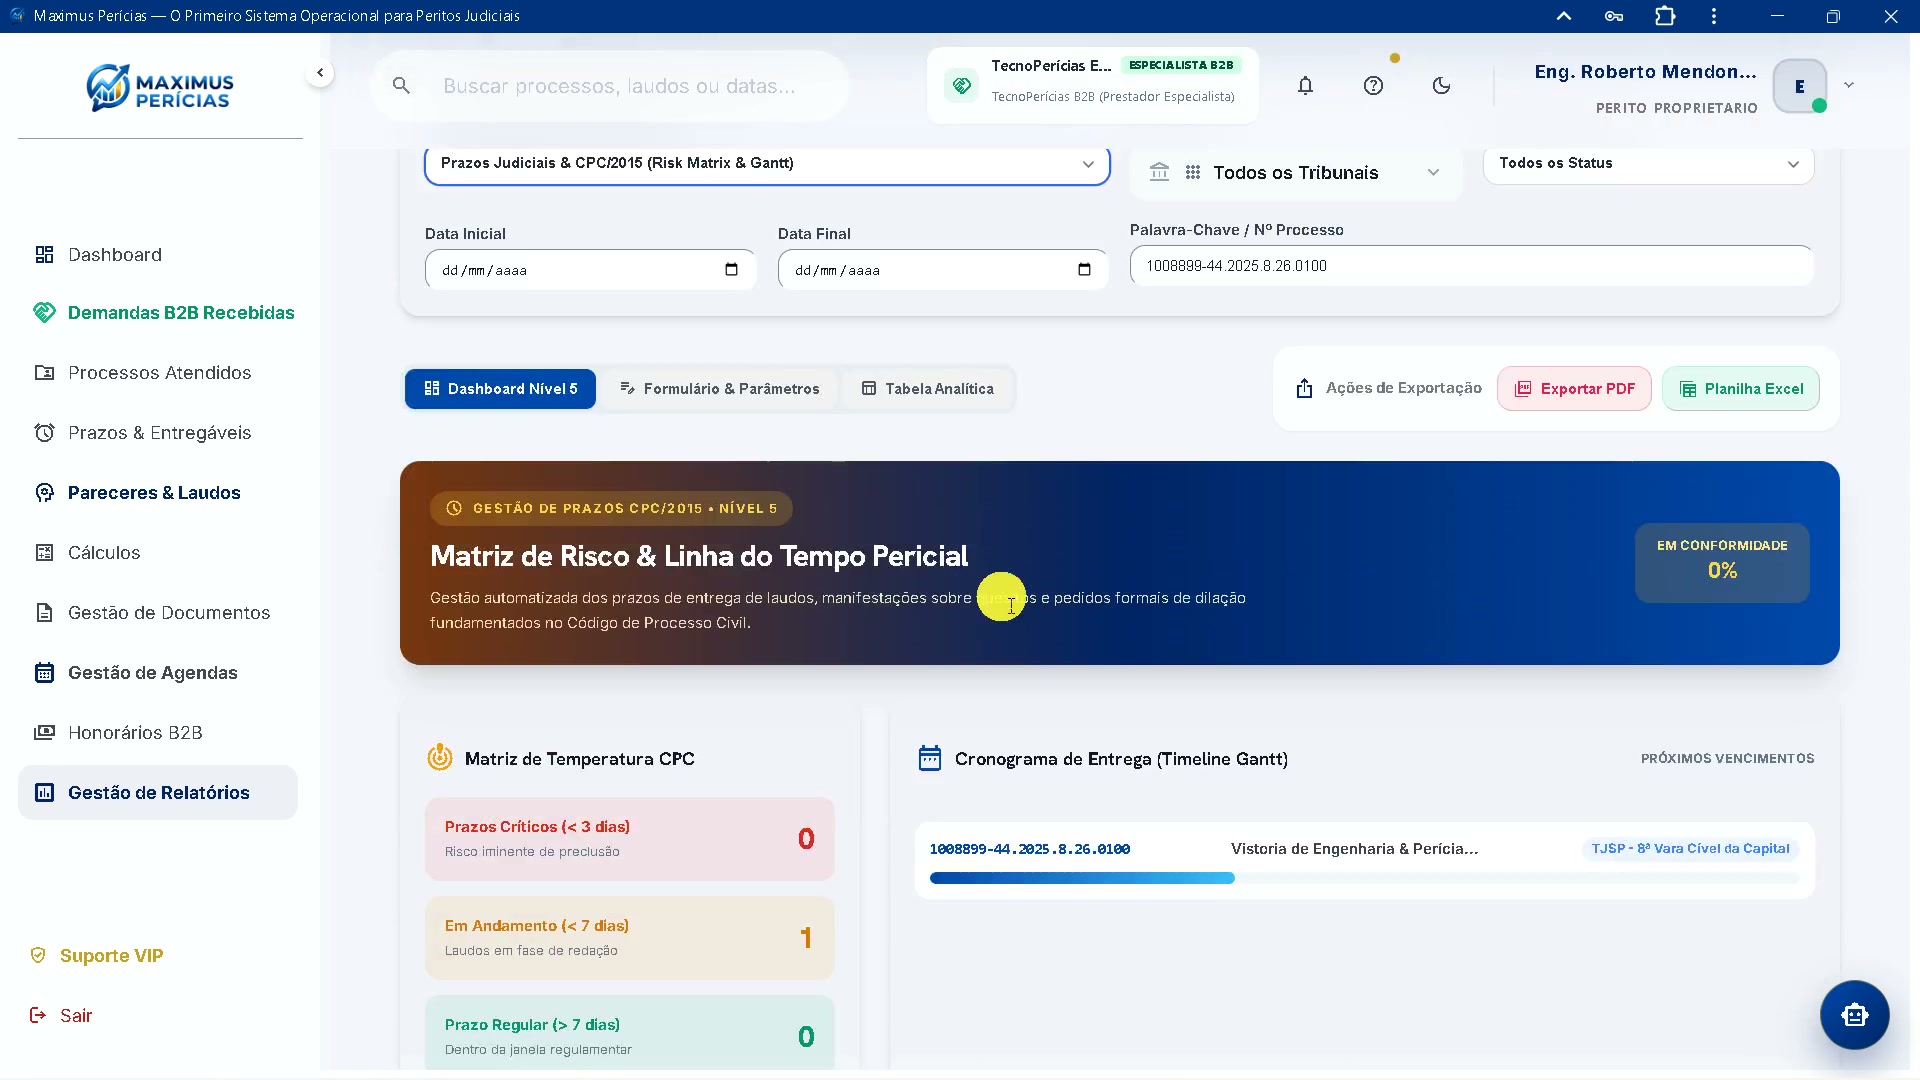 Maximus Perícias — O Primeiro Sistema Operacional para Peritos Judiciais
MAXIMUS
PERÍCIAS
Buscar processos, laudos ou datas...
TecnoPerícias E...
ESPECIALISTA B2B
TecnoPerícias B2B (Prestador Especialista)
Eng. Roberto Mendon...
PERITO PROPRIETARIO
E
Dashboard
Demandas B2B Recebidas
Processos Atendidos
Prazos & Entregáveis
Pareceres & Laudos
Cálculos
Gestão de Documentos
Gestão de Agendas
Honorários B2B
Gestão de Relatórios
Suporte VIP
Sair
Prazos Judiciais & CPC/2015 (Risk Matrix & Gantt)
Todos os Tribunais
Todos os Status
Data Inicial
Data Final
Palavra-Chave / Nº Processo
dd/mm/aaaa
dd/mm/aaaa
1008899-44.2025.8.26.0100
Dashboard Nível 5
Formulário & Parâmetros
Tabela Analítica
Ações de Exportação
Exportar PDF
Planilha Excel
GESTÃO DE PRAZOS CPC/2015 • NÍVEL 5
Matriz de Risco & Linha do Tempo Pericial
Gestão automatizada dos prazos de entrega de laudos, manifestações sobre e pedidos formais de dilação
fundamentados no Código de Processo Civil.
EM CONFORMIDADE
0%
Matriz de Temperatura CPC
Prazos Críticos (< 3 dias)
Risco iminente de preclusão
0
Em Andamento (< 7 dias)
Laudos em fase de redação
1
Prazo Regular (> 7 dias)
Dentro da janela regulamentar
0
Cronograma de Entrega (Timeline Gantt)
PRÓXIMOS VENCIMENTOS
1008899-44.2025.8.26.0100
Vistoria de Engenharia & Perícia...
TJSP - 8ª Vara Cível da Capital